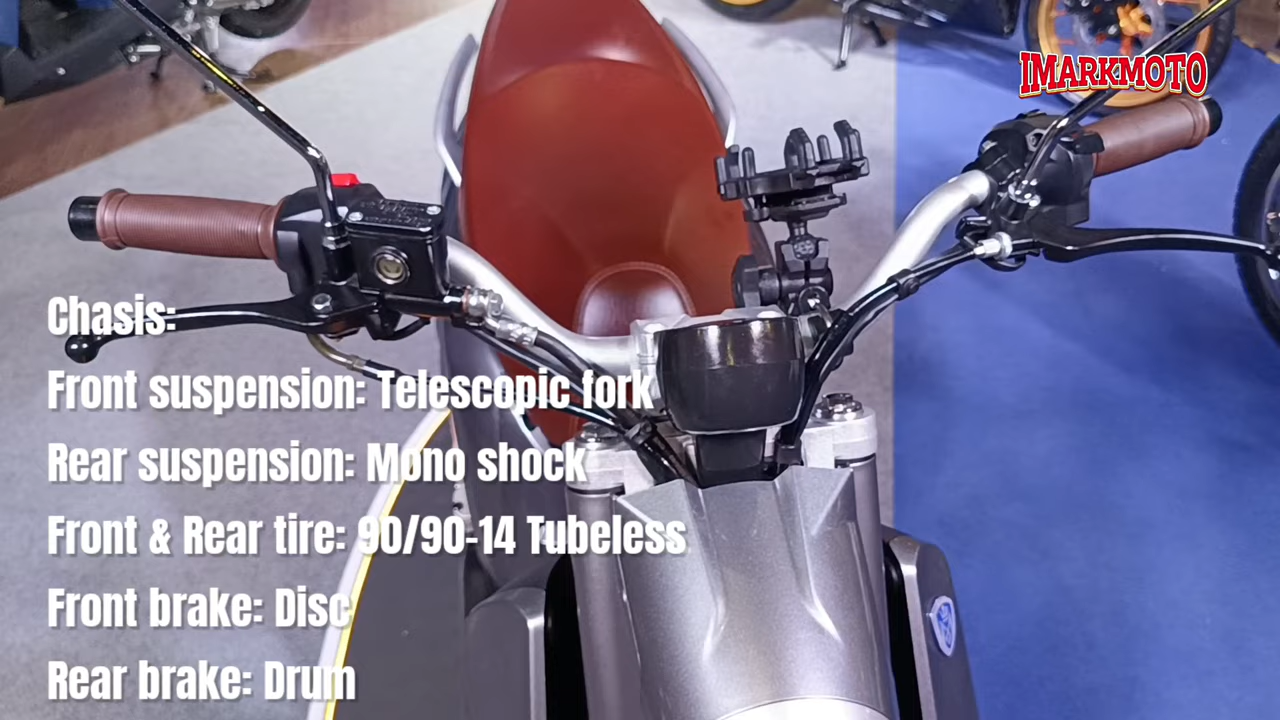 IMARKMOTO
Chasis:
Front suspension: Telescopic fork
Rear suspension: Mono shock
Front & Rear tire: 90/90-14 Tubeless
Front brake: Disc
Rear brake: Drum